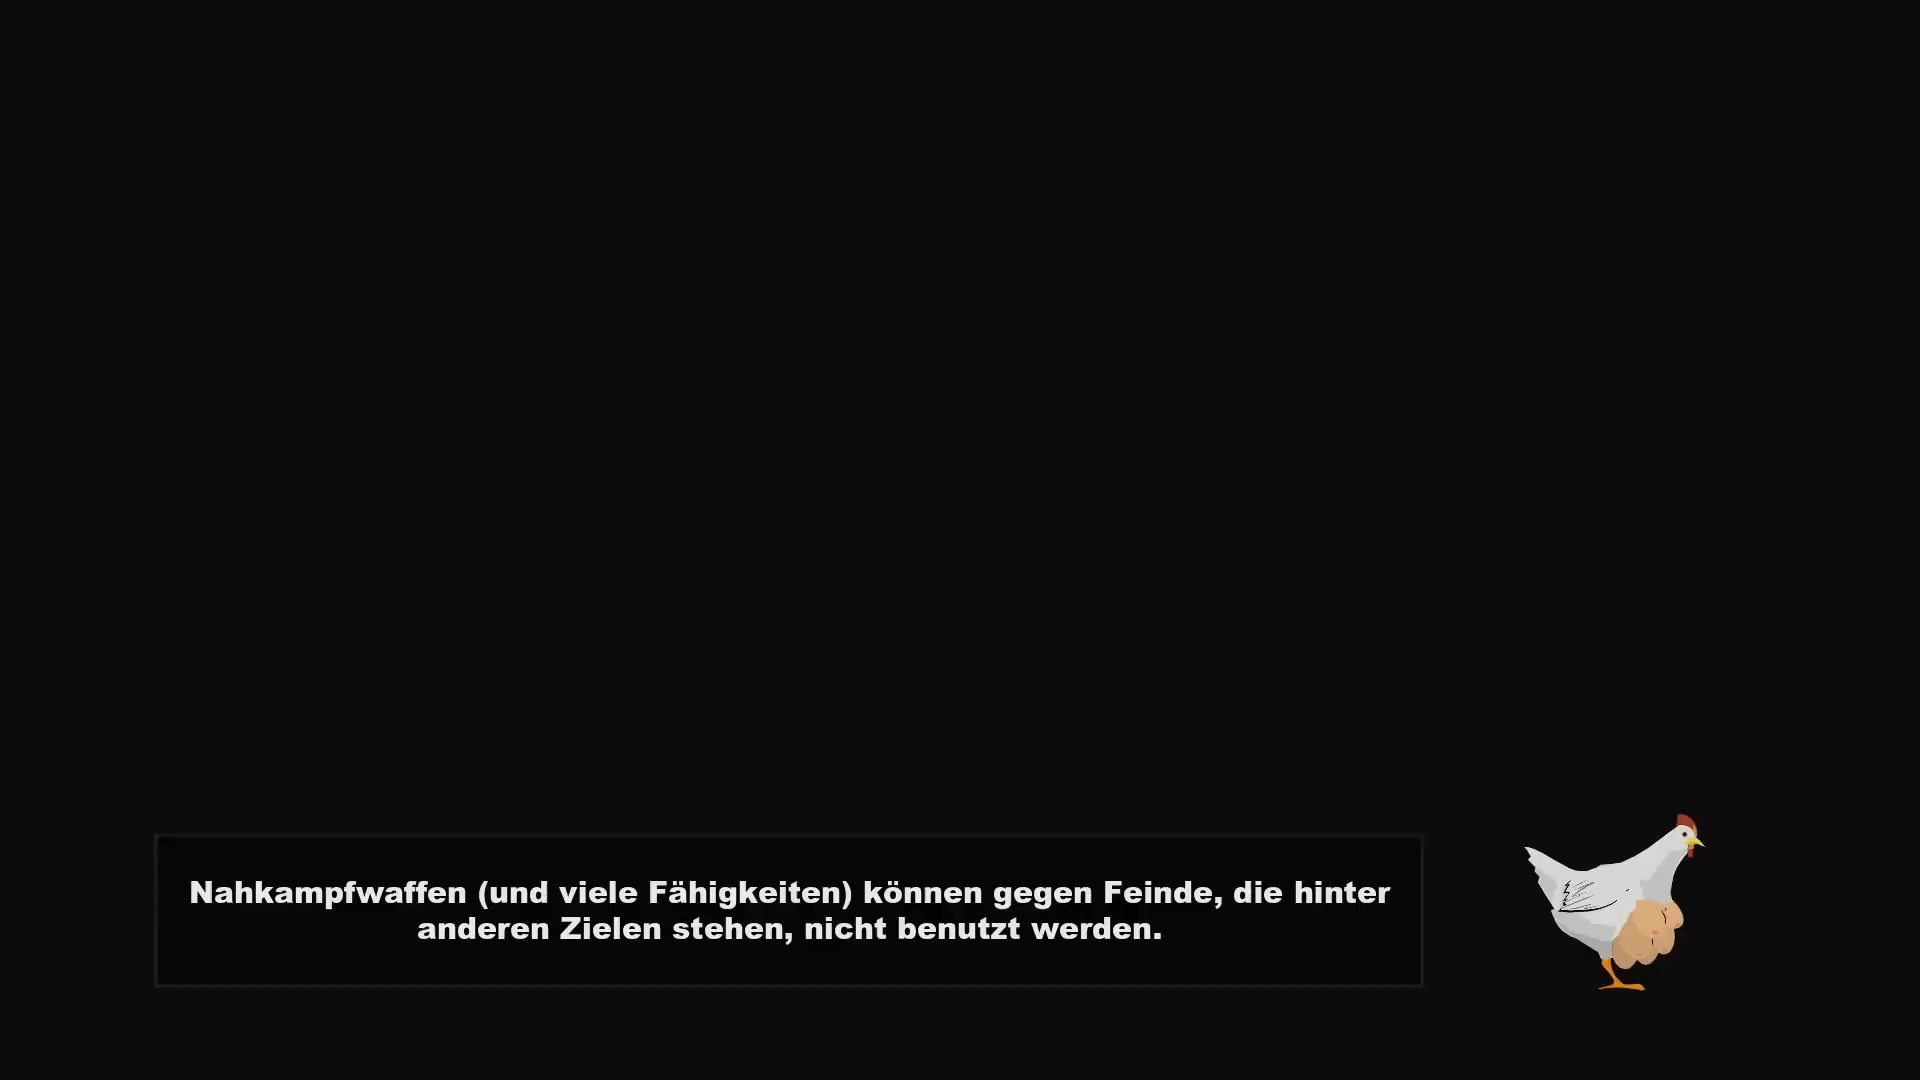 Nahkampfwaffen (und viele Fähigkeiten) können gegen Feinde, die hinter
anderen Zielen stehen, nicht benutzt werden.